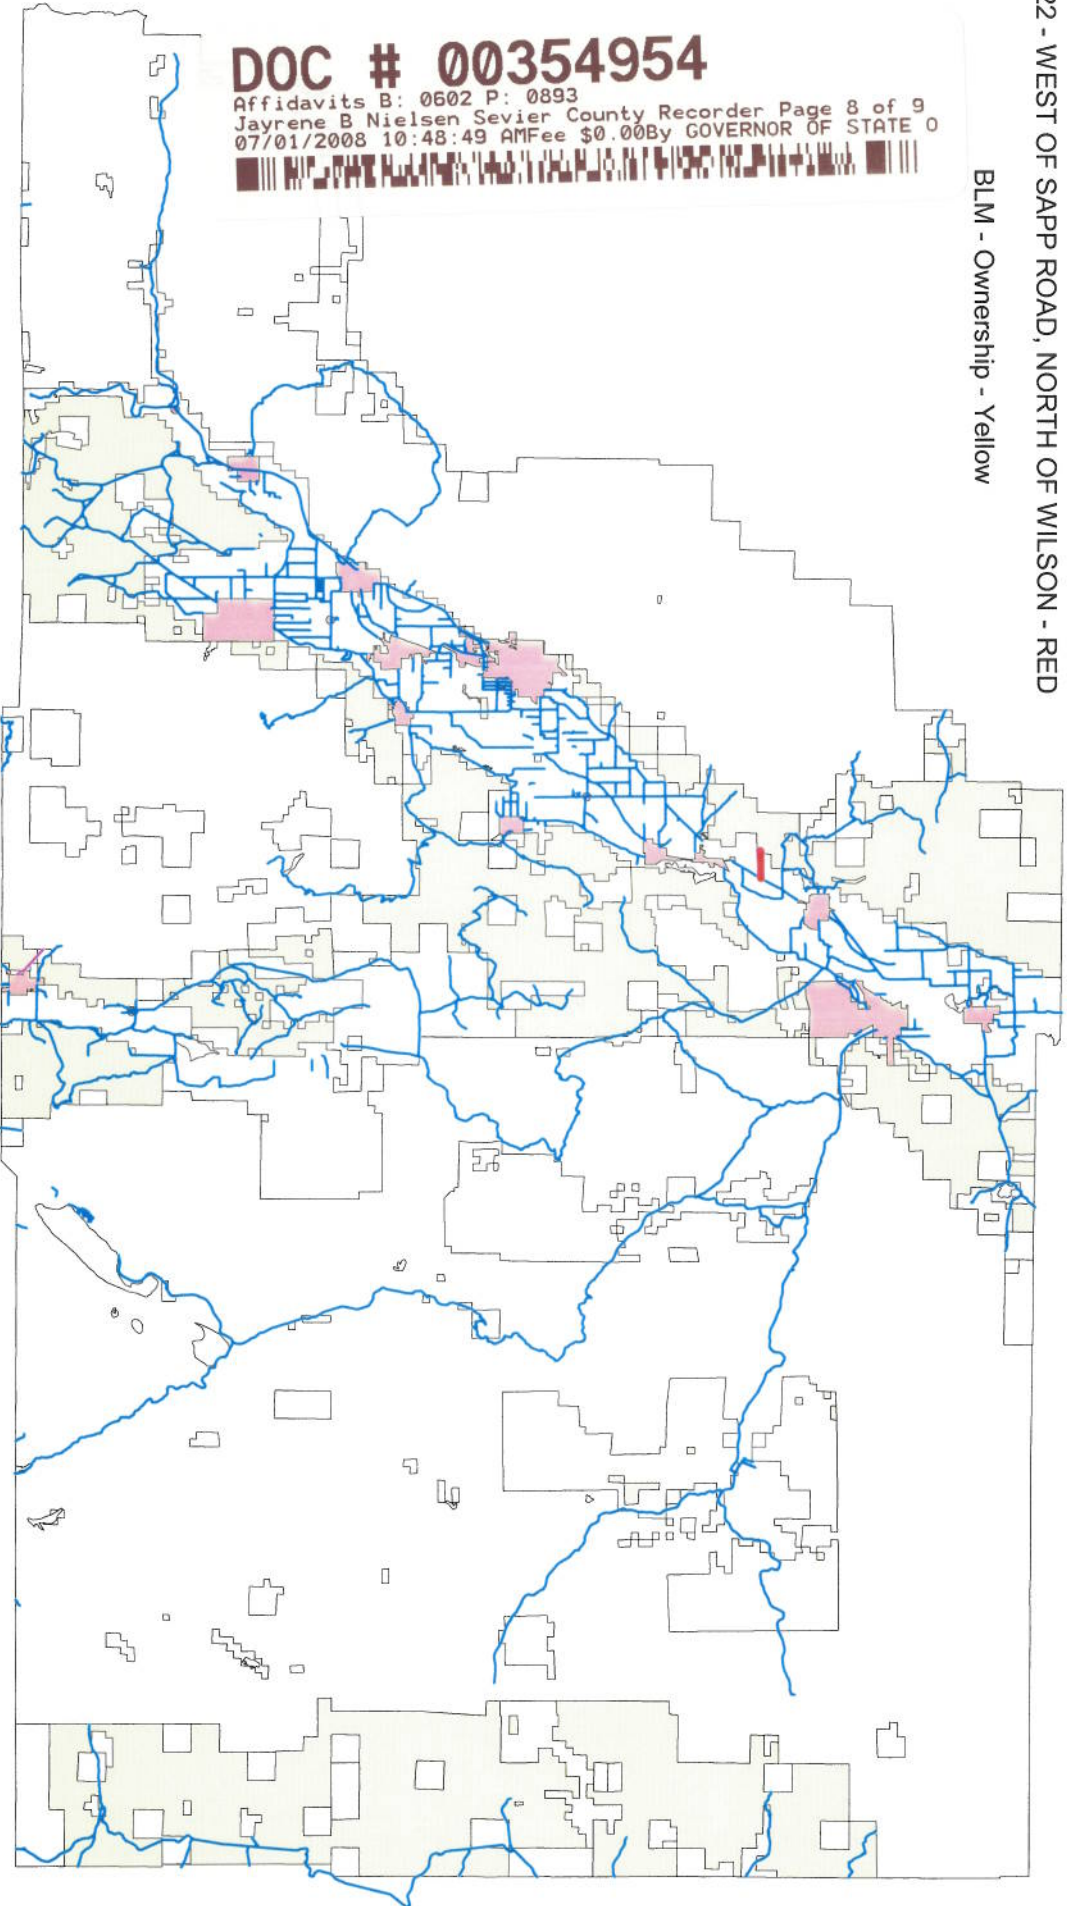 DOC # 00354954
Affidavits B: 0602 P: 0893
Jayrene B Nielsen Sevier County Recorder Page 8 of 9
07/01/2008 10:48:49 AMFee $0.00By GOVERNOR OF STATE O
22 - WEST OF SAPP ROAD, NORTH OF WILSON - RED
BLM - Ownership - Yellow